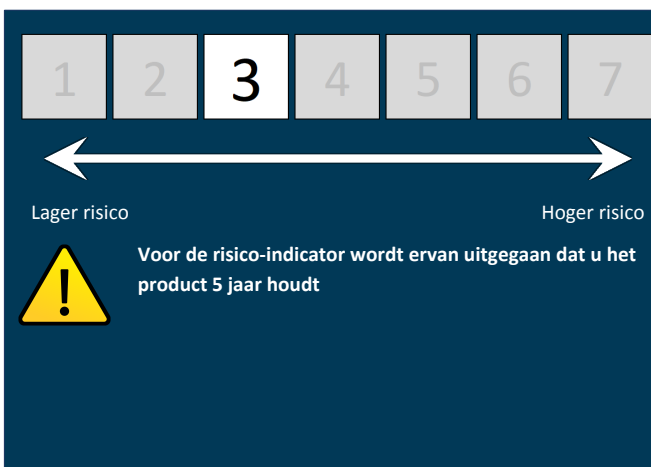 1 2 3 4 5 6 7
Lager risico Hoger risico
Voor de risico-indicator wordt ervan uitgegaan dat u het
product 5 jaar houdt